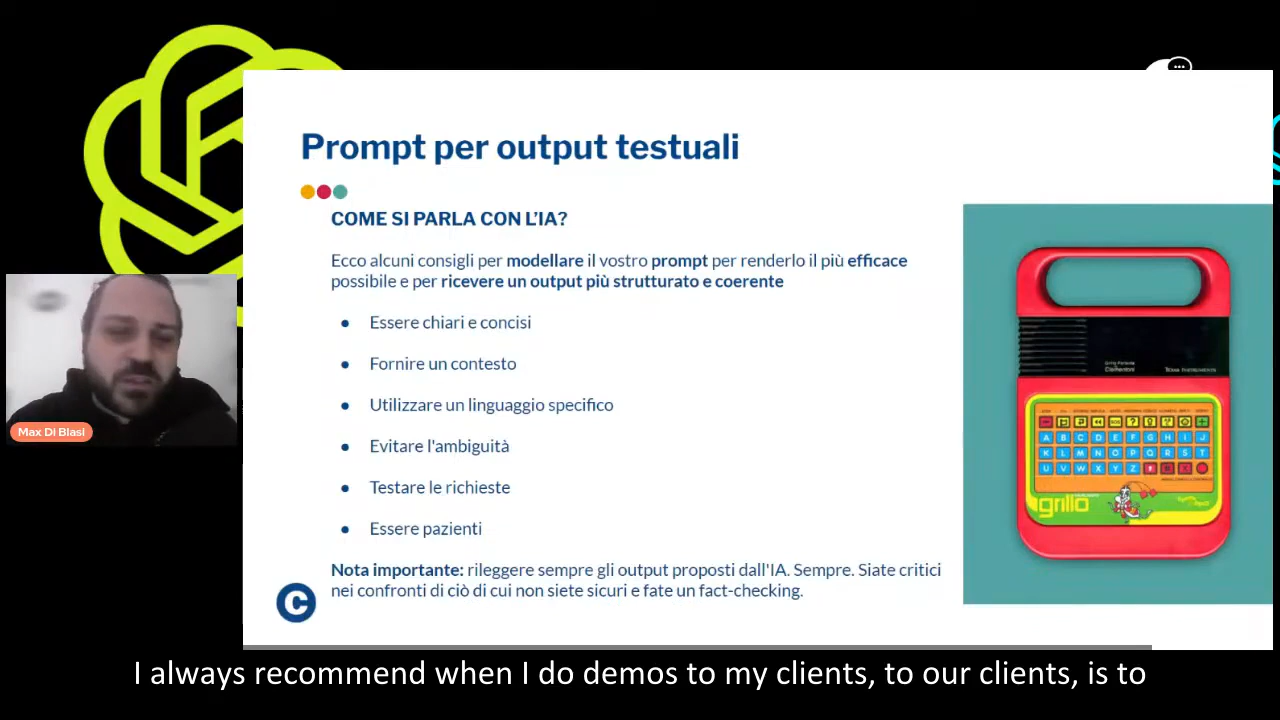 Prompt per output testuali
COME SI PARLA CON L'IA?
Ecco alcuni consigli per modellare il vostro prompt per renderlo il più efficace
possibile e per ricevere un output più strutturato e coerente
● Essere chiari e concisi
● Fornire un contesto
● Utilizzare un linguaggio specifico
● Evitare l'ambiguità
● Testare le richieste
● Essere pazienti
Nota importante: rileggere sempre gli output proposti dall'IA. Sempre. Siate critici
nei confronti di ciò di cui non siete sicuri e fate un fact-checking.
C
Max Di Blasi
Clementoni
TEXAS INSTRUMENTS
A B C D E F G H I J
K L M N O P Q R S T
U V W X Y Z
grillo
I always recommend when I do demos to my clients, to our clients, is to